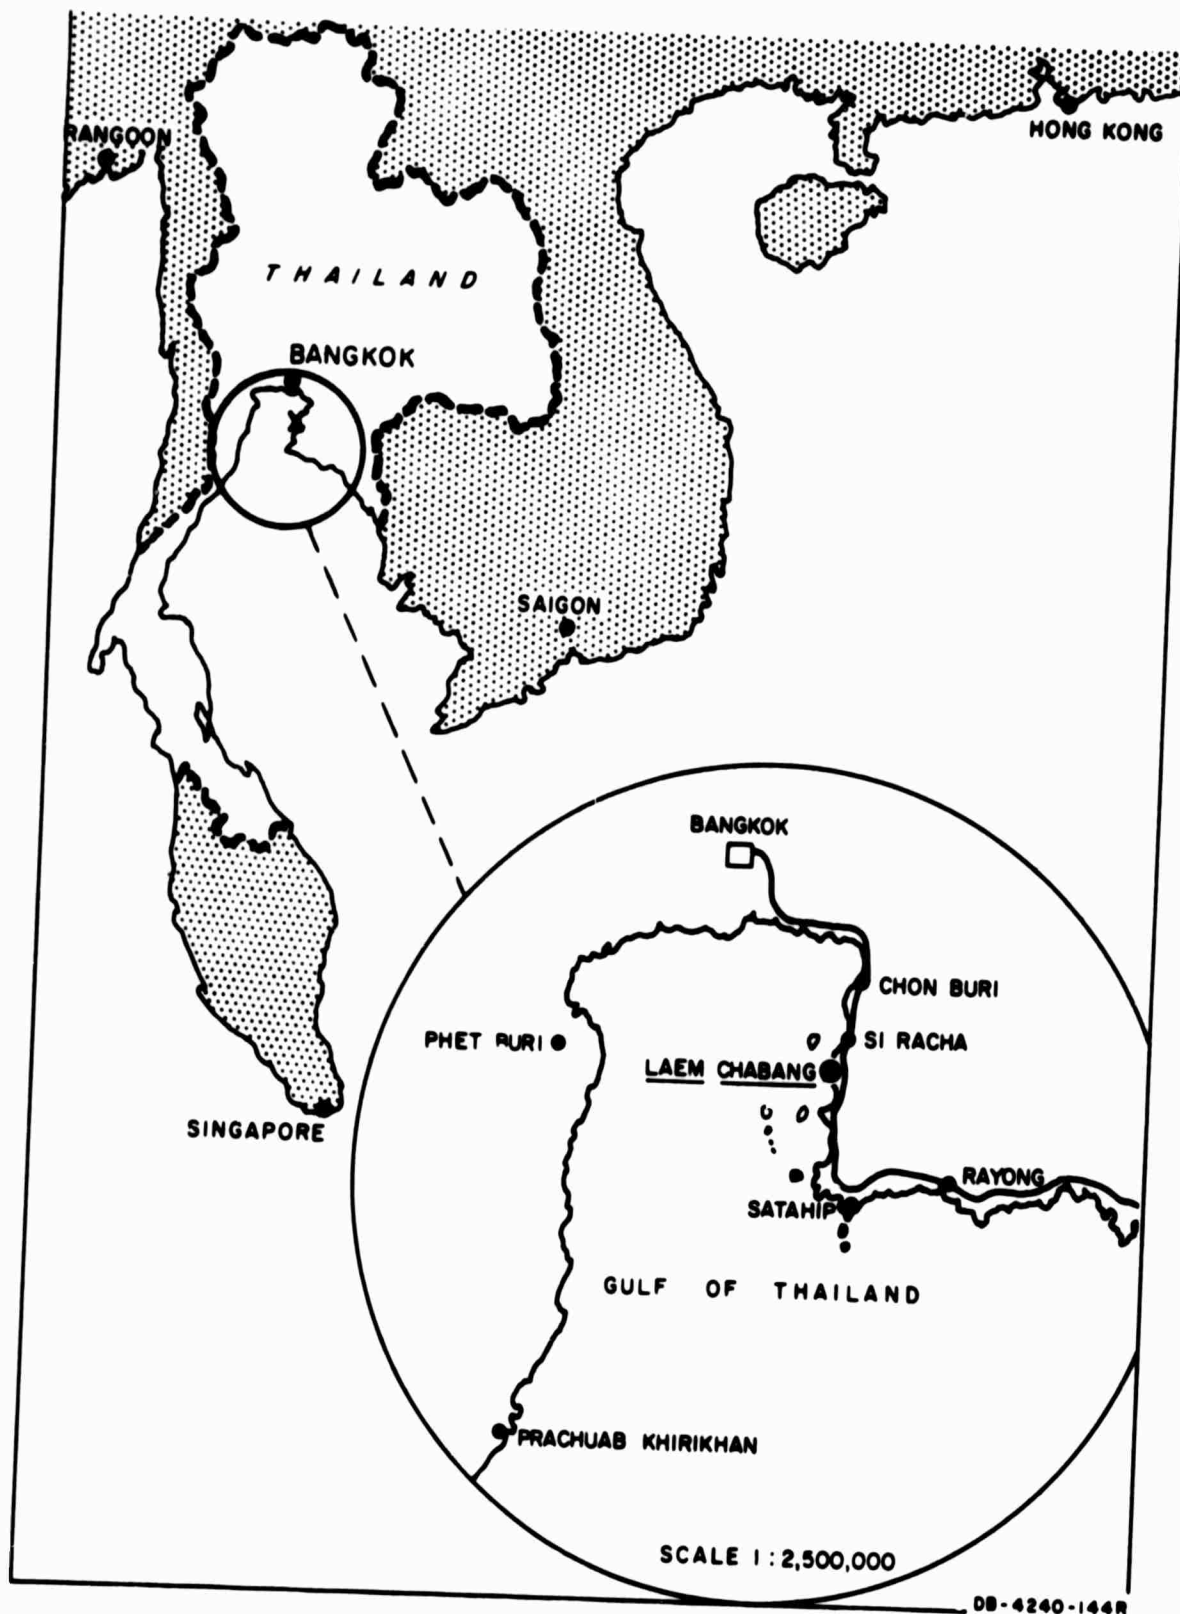 RANGOON
HONG KONG
THAILAND
BANGKOK
SAIGON
SINGAPORE
BANGKOK
CHON BURI
PHET BURI
SI RACHA
LAEM CHABANG
RAYONG
SATAHIP
GULF OF THAILAND
PRACHUAB KHIRIKHAN
SCALE 1:2,500,000
DB-4240-144R